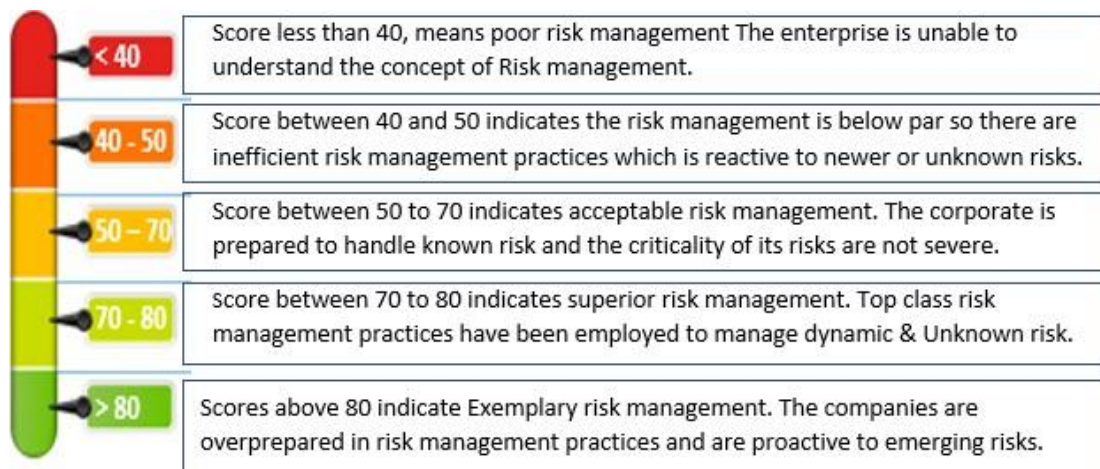 < 40
Score less than 40, means poor risk management The enterprise is unable to
understand the concept of Risk management.
40 - 50
Score between 40 and 50 indicates the risk management is below par so there are
inefficient risk management practices which is reactive to newer or unknown risks.
50 – 70
Score between 50 to 70 indicates acceptable risk management. The corporate is
prepared to handle known risk and the criticality of its risks are not severe.
70 - 80
Score between 70 to 80 indicates superior risk management. Top class risk
management practices have been employed to manage dynamic & Unknown risk.
> 80
Scores above 80 indicate Exemplary risk management. The companies are
overprepared in risk management practices and are proactive to emerging risks.